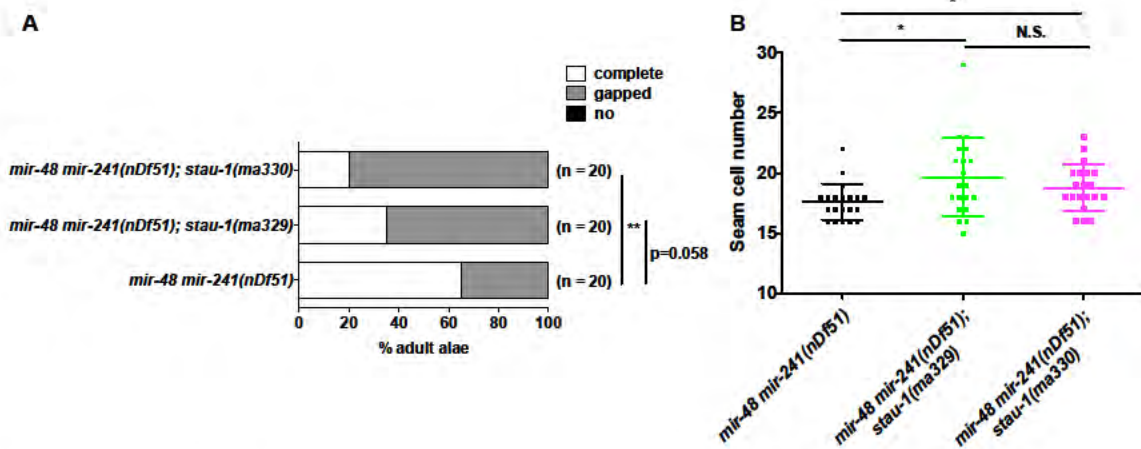 A
complete
gapped
no
mir-48 mir-241(nDf51); stau-1(ma330)
(n = 20)
mir-48 mir-241(nDf51); stau-1(ma329)
(n = 20)
mir-48 mir-241(nDf51)
(n = 20)
**
p=0.058
0 20 40 60 80 100
% adult alae
B
*
N.S.
30
25
20
15
10
Seam cell number
mir-48 mir-241(nDf51)
mir-48 mir-241(nDf51);
stau-1(ma329)
mir-48 mir-241(nDf51);
stau-1(ma330)